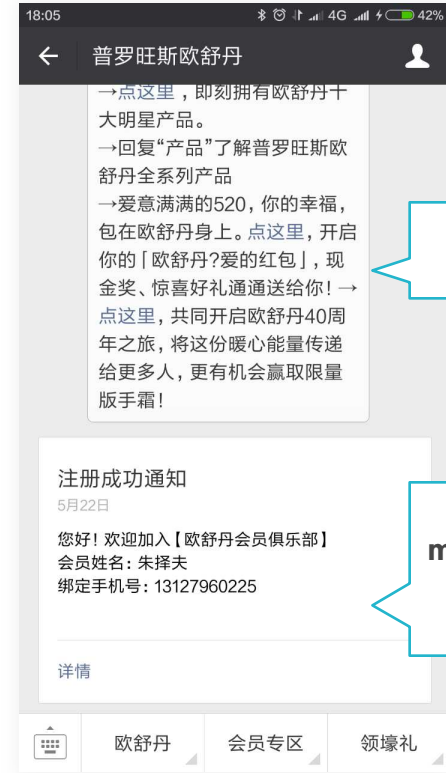 18:05
4G
42%
普罗旺斯欧舒丹
→点这里，即刻拥有欧舒丹十
大明星产品。
→回复“产品”了解普罗旺斯欧
舒丹全系列产品
→爱意满满的520，你的幸福，
包在欧舒丹身上。点这里，开启
你的「欧舒丹?爱的红包」，现
金奖、惊喜好礼通通送给你！→
点这里，共同开启欧舒丹40周
年之旅，将这份暖心能量传递
给更多人，更有机会赢取限量
版手霜！
注册成功通知
5月22日
您好！欢迎加入【欧舒丹会员俱乐部】
会员姓名：朱择夫
绑定手机号：13127960225
m
详情
欧舒丹
会员专区
领壕礼